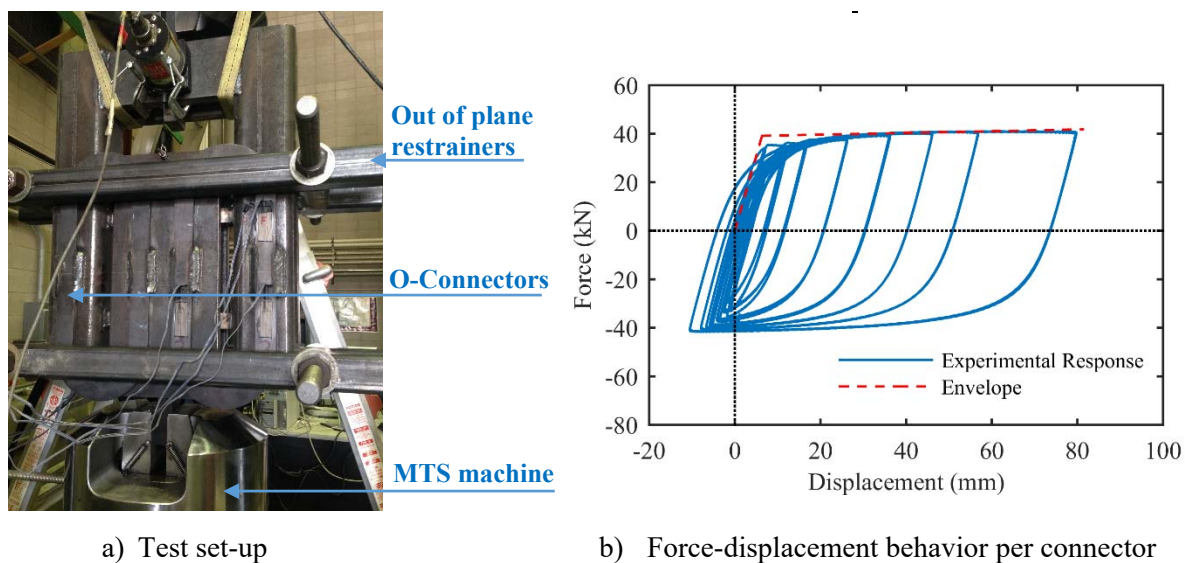 Out of plane
restrainers
O-Connectors
MTS machine
60
40
20
0
-20
-40
-60
-80
-20
0
20
40
60
80
100
Force (kN)
Displacement (mm)
Experimental Response
Envelope
a) Test set-up
b) Force-displacement behavior per connector